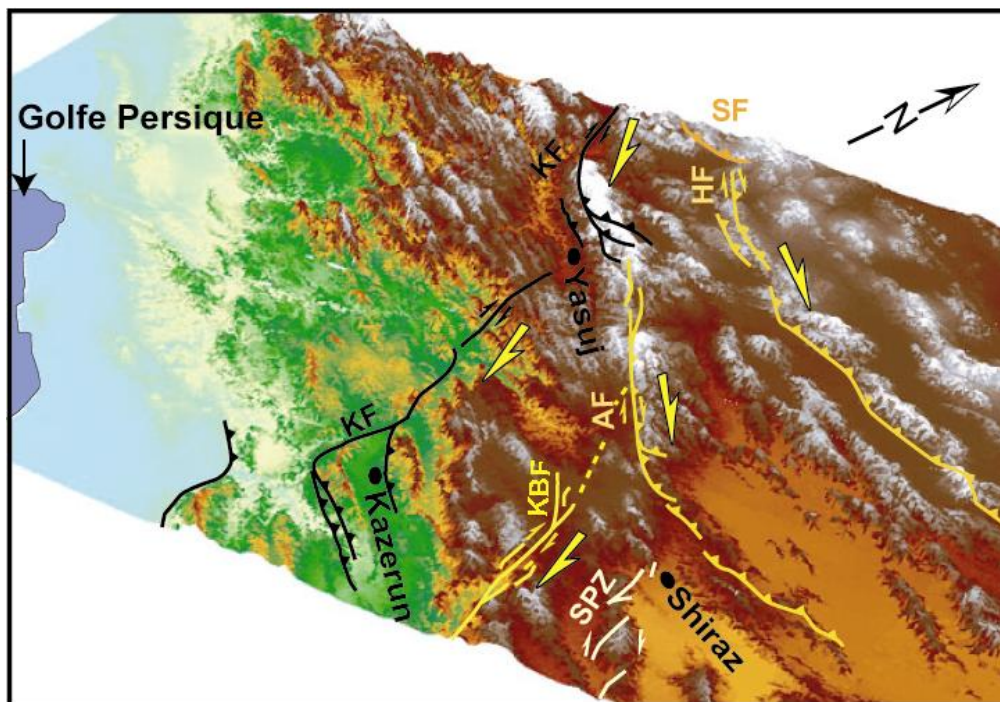 Golfe Persique
N
SF
KF
HF
Yasuj
AF
KF
KBF
Kazerun
SPZ
Shiraz